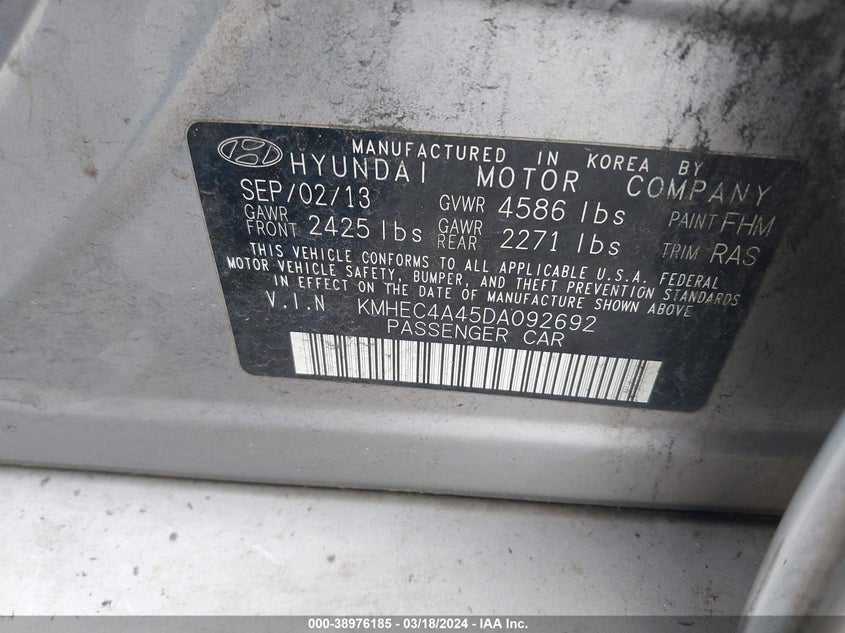 MANUFACTURED IN KOREA BY
HYUNDAI MOTOR COMPANY
SEP/02/13 GVWR 4586 lbs PAINT FHM
GAWR FRONT 2425 lbs GAWR REAR 2271 lbs TRIM RAS
THIS VEHICLE CONFORMS TO ALL APPLICABLE U.S.A. FEDERAL
MOTOR VEHICLE SAFETY, BUMPER, AND THEFT PREVENTION STANDARDS
IN EFFECT ON THE DATE OF MANUFACTURE SHOWN ABOVE
V.I.N KMHEC4A45DA092692
PASSENGER CAR
000-38976185 - 03/18/2024 - IAA Inc.